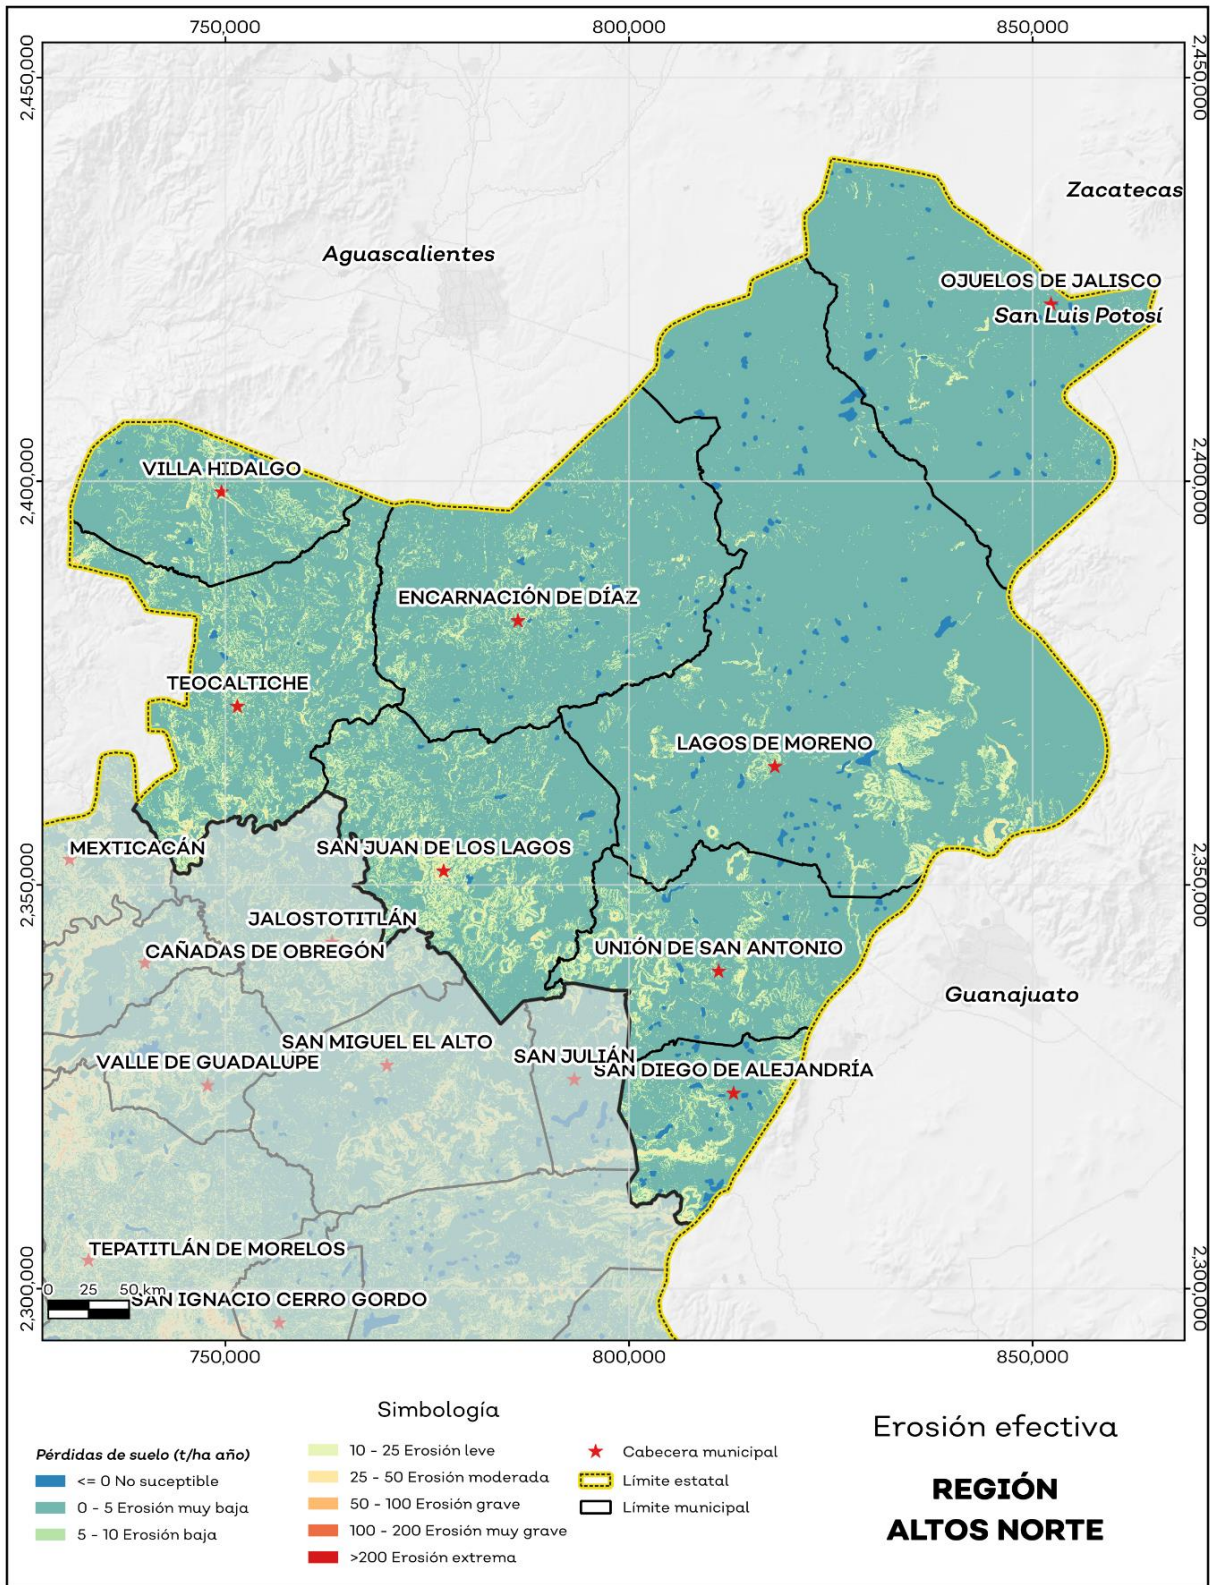 750,000
800,000
850,000
2,450,000
2,450,000
Zacatecas
Aguascalientes
OJUELOS DE JALISCO
San Luis Potosí
VILLA HIDALGO
2,400,000
2,400,000
ENCARNACIÓN DE DÍAZ
TEOCALTICHE
LAGOS DE MORENO
MEXTICACÁN
SAN JUAN DE LOS LAGOS
2,350,000
2,350,000
JALOSTOTITLÁN
CAÑADAS DE OBREGÓN
UNIÓN DE SAN ANTONIO
Guanajuato
SAN MIGUEL EL ALTO
SAN JULIÁN
VALLE DE GUADALUPE
SAN DIEGO DE ALEJANDRÍA
TEPATITLÁN DE MORELOS
2,300,000
2,300,000
0 25 50 km
SAN IGNACIO CERRO GORDO
750,000
800,000
850,000
Simbología
Pérdidas de suelo (t/ha año)
<= 0 No suceptible
0 - 5 Erosión muy baja
5 - 10 Erosión baja
10 - 25 Erosión leve
25 - 50 Erosión moderada
50 - 100 Erosión grave
100 - 200 Erosión muy grave
>200 Erosión extrema
Cabecera municipal
Límite estatal
Límite municipal
Erosión efectiva
REGIÓN
ALTOS NORTE